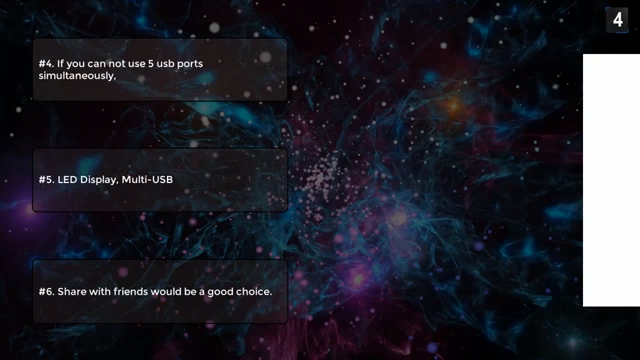 4
#4. If you can not use 5 usb ports
simultaneously,
#5. LED Display, Multi-USB
#6. Share with friends would be a good choice.